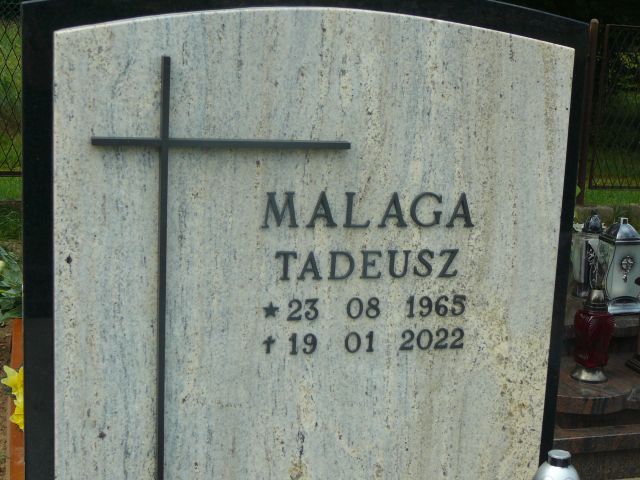 MALAGA
TADEUSZ
★ 23 08 1965
✝ 19 01 2022